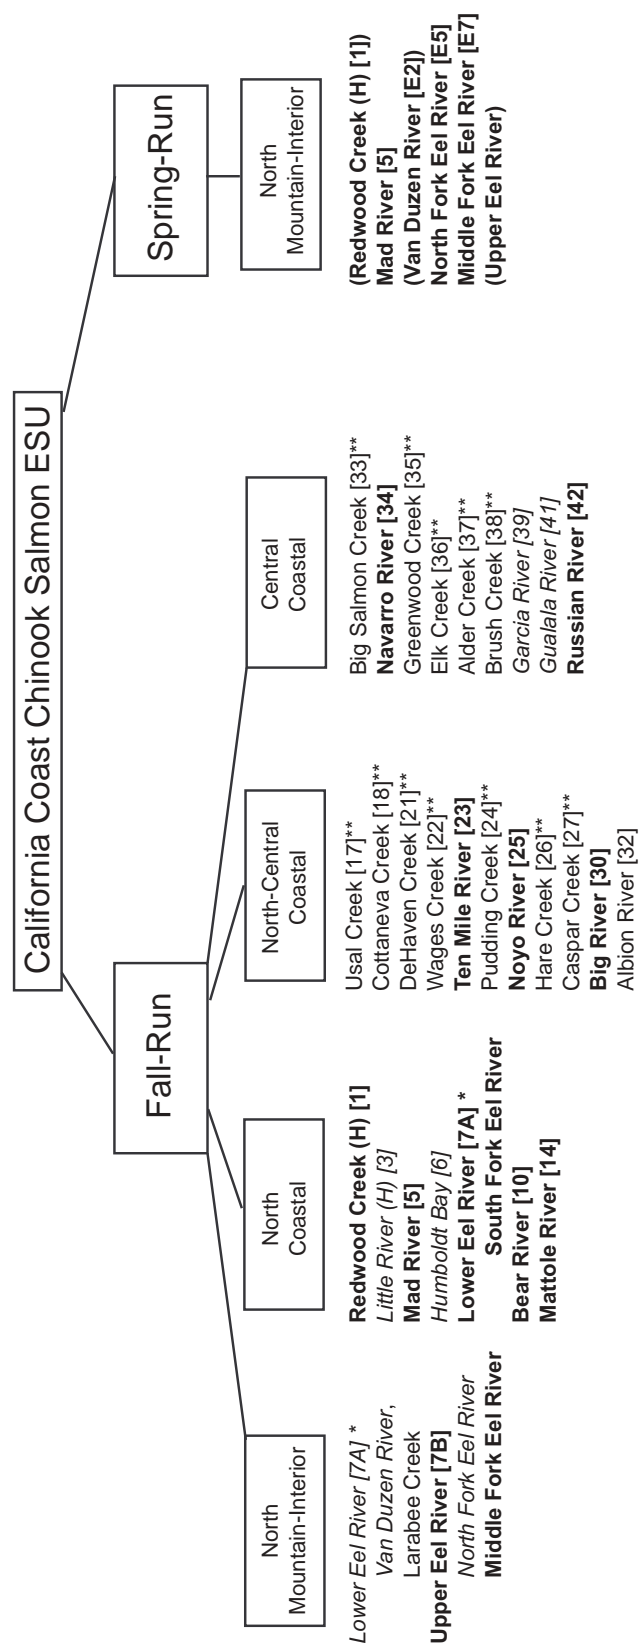 California Coast Chinook Salmon ESU
Fall-Run
Spring-Run
North
Mountain-Interior
Lower Eel River [7A] *
Van Duzen River,
Larabee Creek
Upper Eel River [7B]
North Fork Eel River
Middle Fork Eel River
North
Coastal
Redwood Creek (H) [1]
Little River (H) [3]
Mad River [5]
Humboldt Bay [6]
Lower Eel River [7A] *
South Fork Eel River
Bear River [10]
Mattole River [14]
North-Central
Coastal
Usal Creek [17]**
Cottaneva Creek [18]**
DeHaven Creek [21]**
Wages Creek [22]**
Ten Mile River [23]
Pudding Creek [24]**
Noyo River [25]
Hare Creek [26]**
Caspar Creek [27]**
Big River [30]
Albion River [32]
Central
Coastal
Big Salmon Creek [33]**
Navarro River [34]
Greenwood Creek [35]**
Elk Creek [36]**
Alder Creek [37]**
Brush Creek [38]**
Garcia River [39]
Gualala River [41]
Russian River [42]
North
Mountain-Interior
(Redwood Creek (H) [1])
Mad River [5]
(Van Duzen River [E2])
North Fork Eel River [E5]
Middle Fork Eel River [E7]
(Upper Eel River)